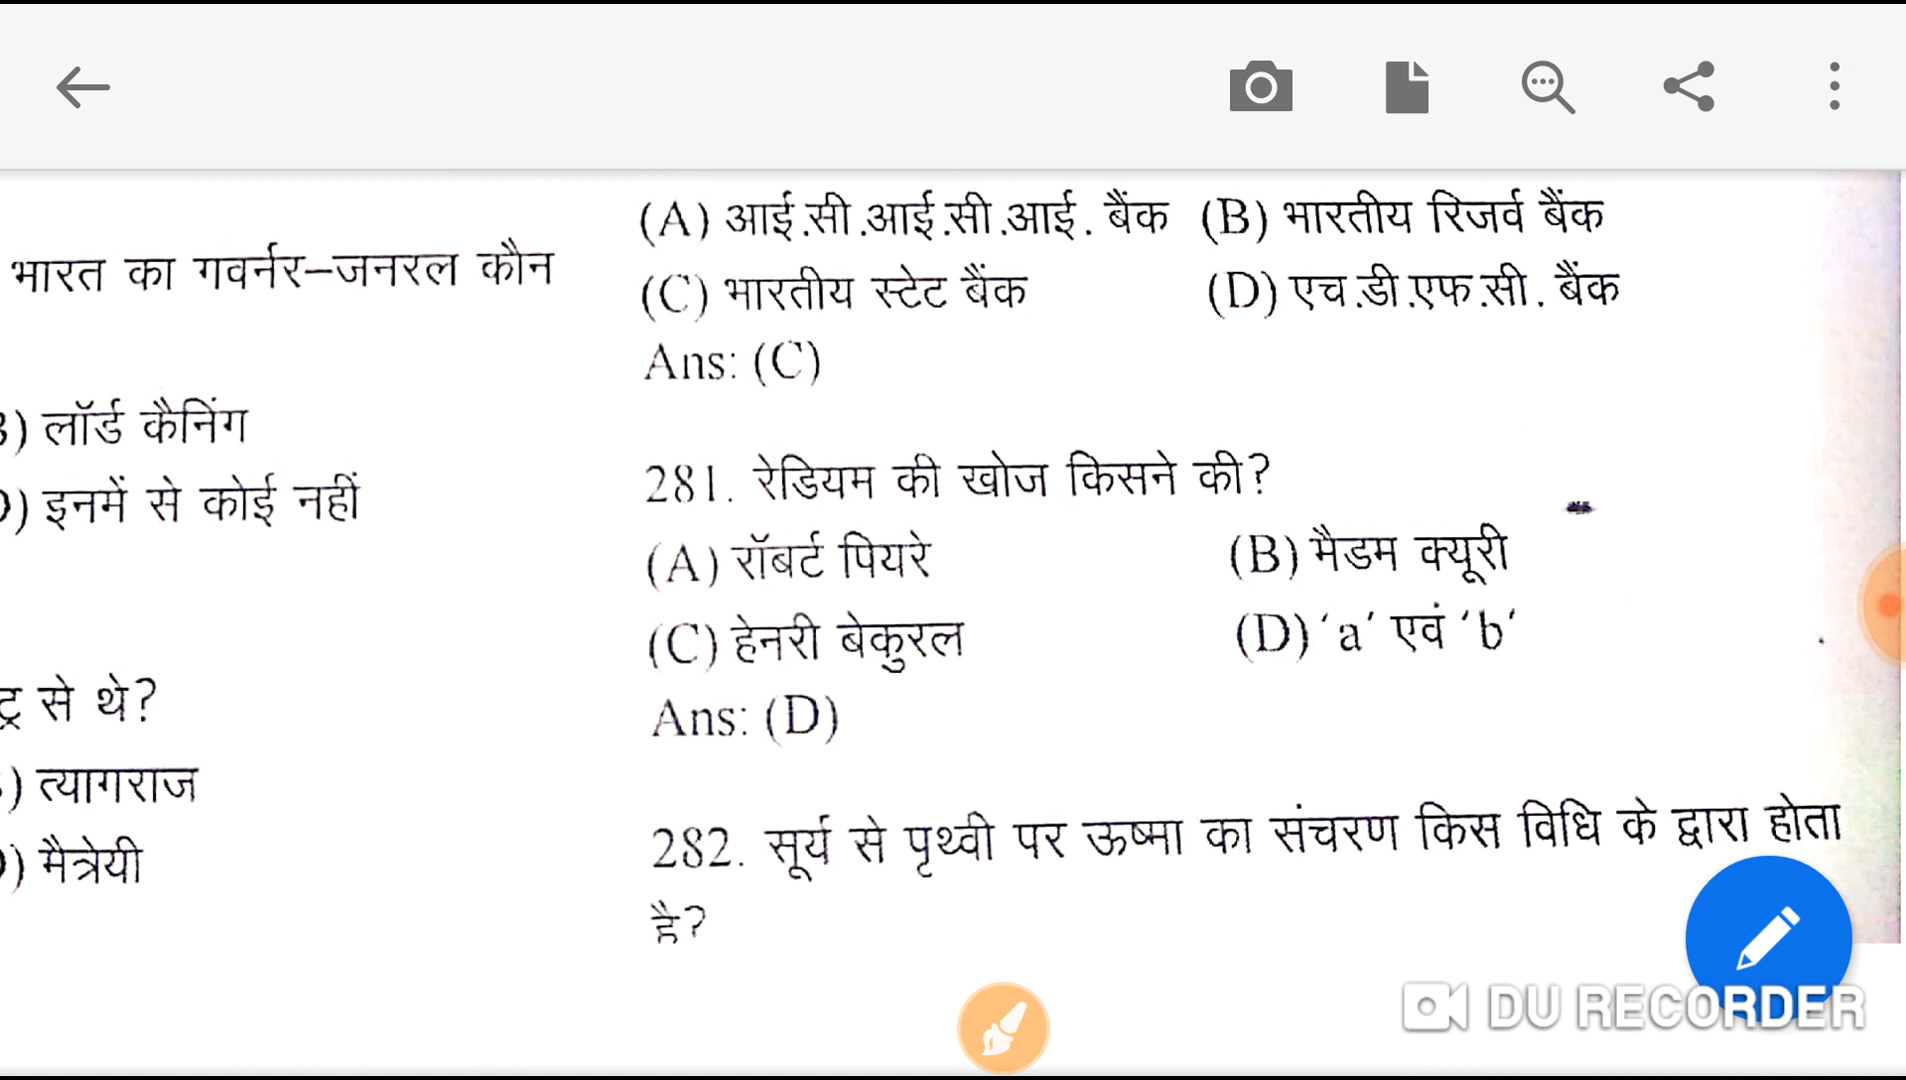 भारत का गवर्नर–जनरल कौन
लॉर्ड कैनिंग
इनमें से कोई नहीं
से थे?
त्यागराज
मैत्रेयी
(A) आई.सी.आई.सी.आई. बैंक (B) भारतीय रिजर्व बैंक
(C) भारतीय स्टेट बैंक (D) एच.डी.एफ.सी. बैंक
Ans: (C)
281. रेडियम की खोज किसने की?
(A) रॉबर्ट पियरे (B) मैडम क्यूरी
(C) हेनरी बेकुरल (D) ‘a’ एवं ‘b‘
Ans: (D)
282. सूर्य से पृथ्वी पर ऊष्मा का संचरण किस विधि के द्वारा होता
है?
DU RECORDER